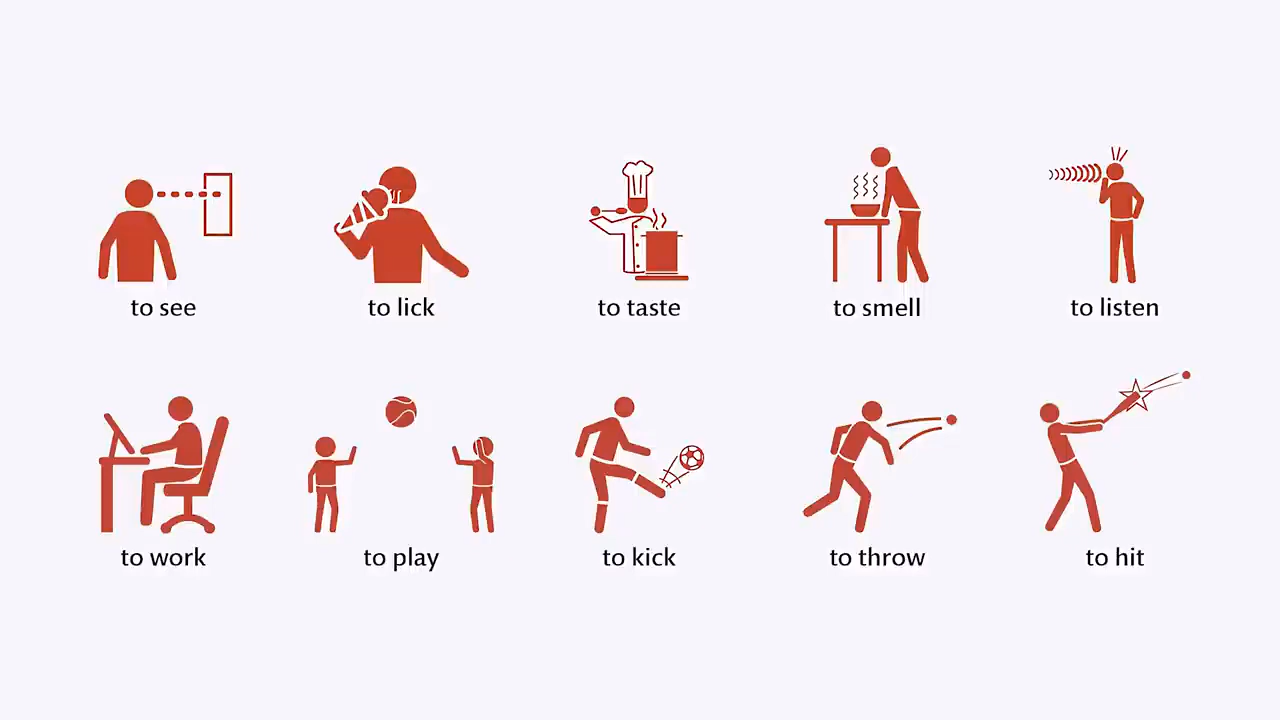 to see
to lick
to taste
to smell
to listen
to work
to play
to kick
to throw
to hit